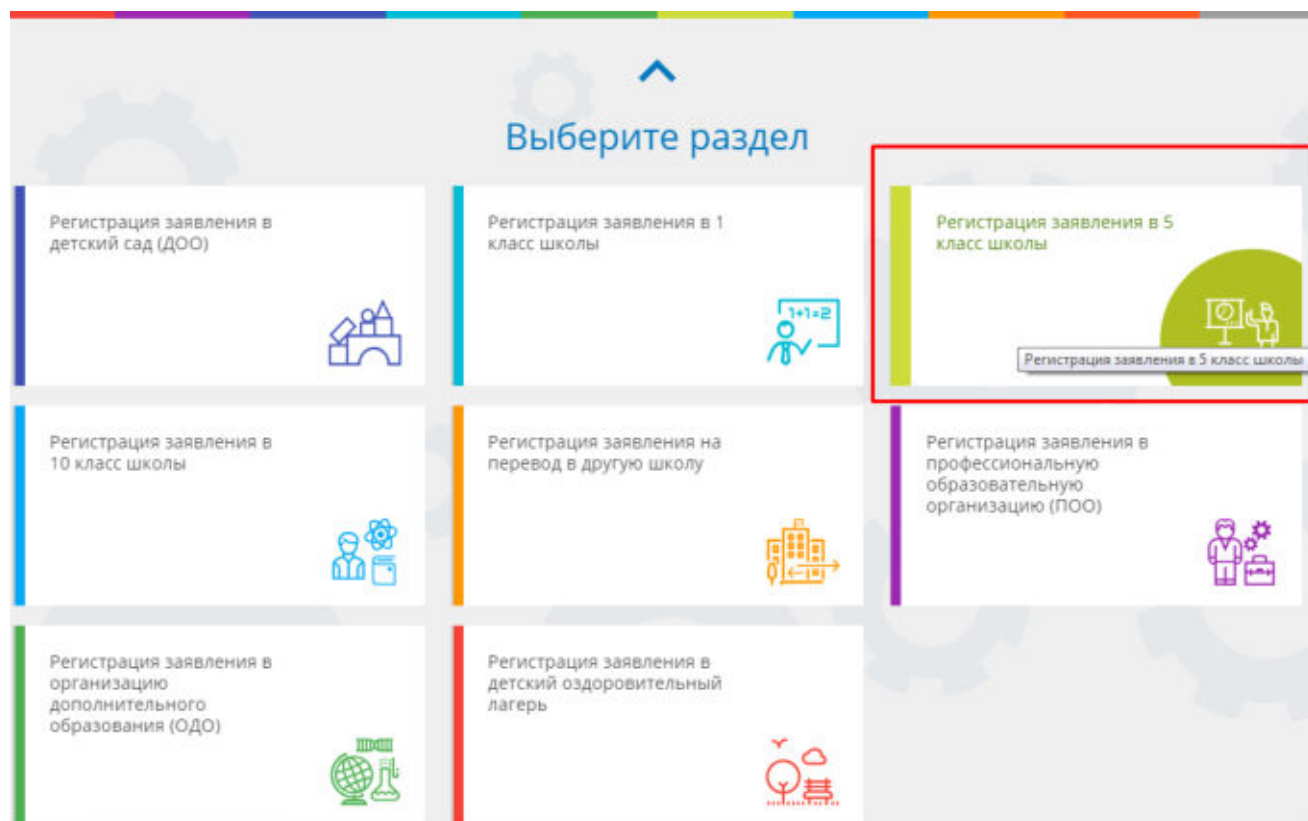 Выберите раздел
Регистрация заявления в
детский сад (ДОО)
Регистрация заявления в 1
класс школы
1+1=2
Регистрация заявления в 5
класс школы
Регистрация заявления в 5 класс школы
Регистрация заявления в
10 класс школы
Регистрация заявления на
перевод в другую школу
Регистрация заявления в
профессиональную
образовательную
организацию (ПОО)
Регистрация заявления в
организацию
дополнительного
образования (ОДО)
Регистрация заявления в
детский оздоровительный
лагерь